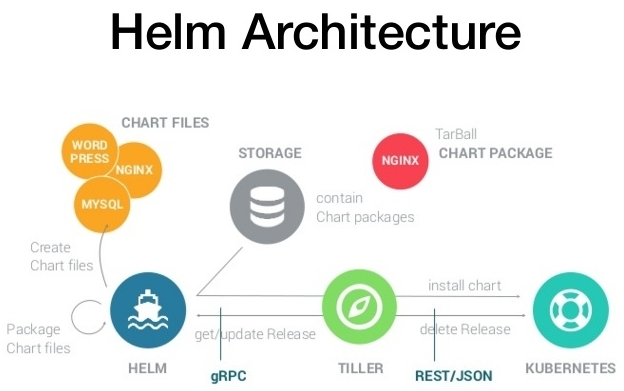 Helm Architecture
CHART FILES
WORD
PRESS
NGINX
MYSQL
STORAGE
contain
Chart packages
NGINX
TarBall
CHART PACKAGE
Create
Chart files
Package
Chart files
HELM
get/update Release
gRPC
TILLER
install chart
delete Release
REST/JSON
KUBERNETES